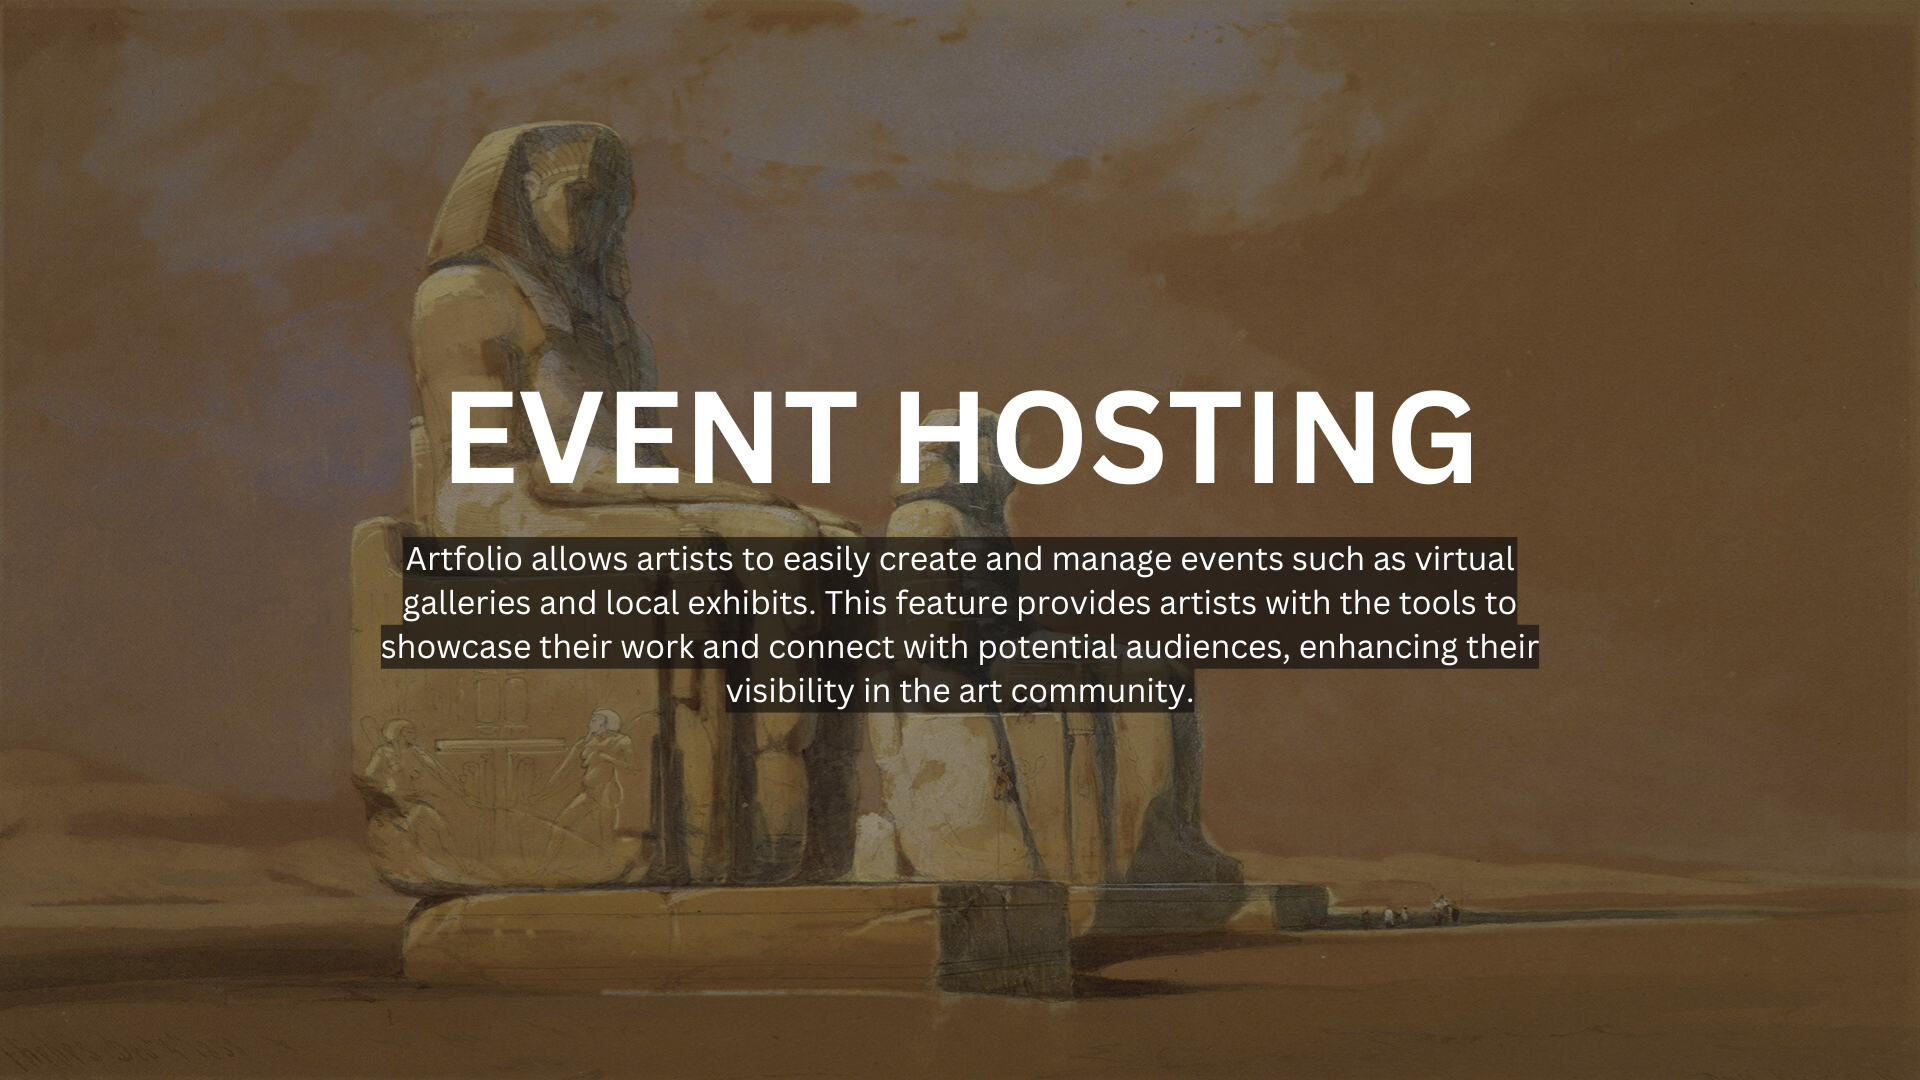 EVENT HOSTING
Artfolio allows artists to easily create and manage events such as virtual
galleries and local exhibits. This feature provides artists with the tools to
showcase their work and connect with potential audiences, enhancing their
visibility in the art community.